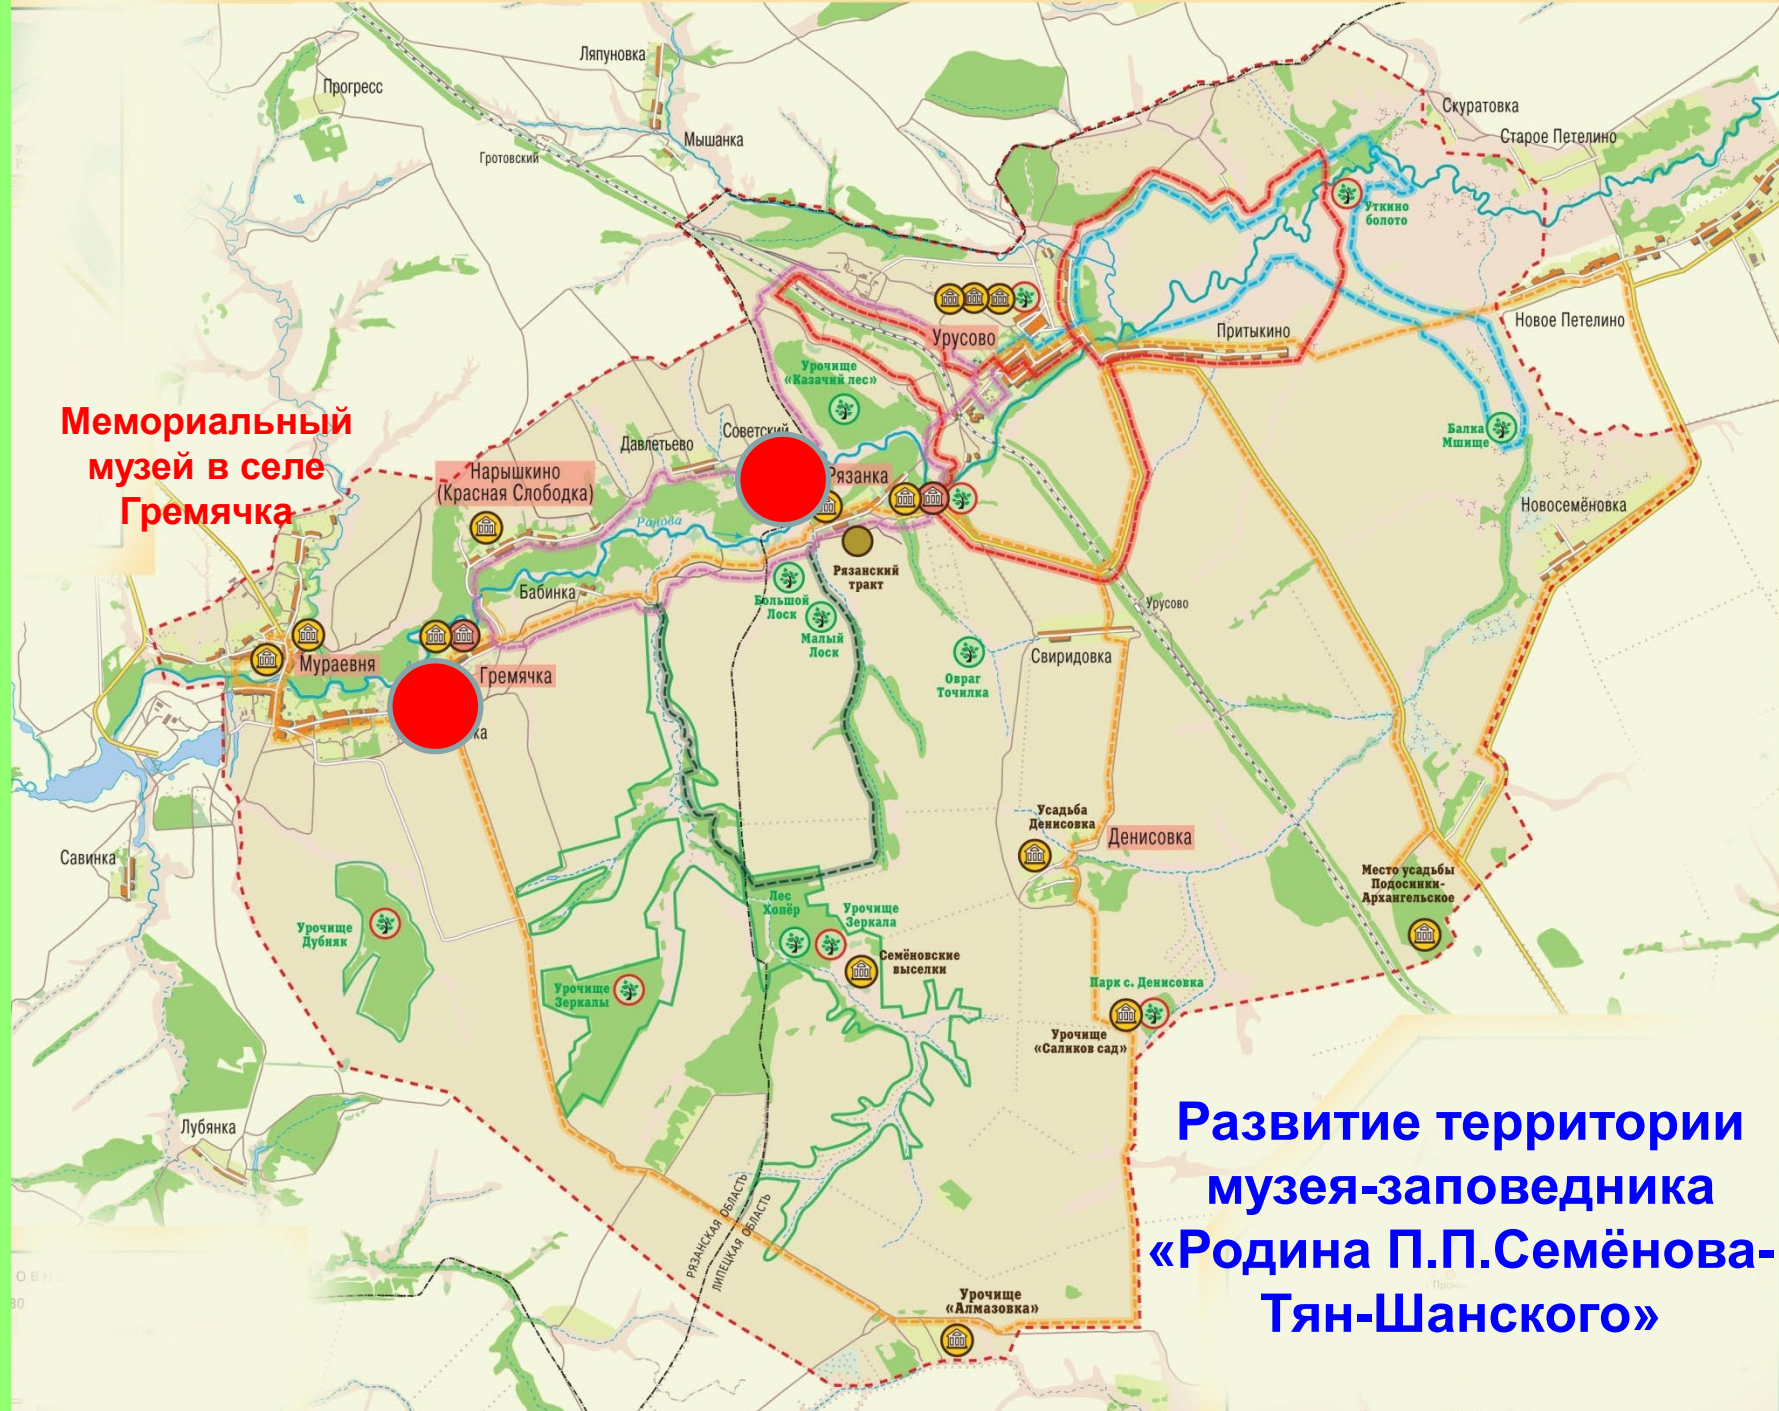 Ляпуновка
Прогресс
Мышанка
Гротовский
Скуратовка
Старое Петелино
Уткино
болото
Новое Петелино
Притыкино
Урусово
Урочище
«Казачий лес»
Мемориальный
музей в селе
Гремячка
Нарышкино
(Красная Слободка)
Давлетьево
Советский
Рязанка
Балка
Мшище
Новосемёновка
Ранова
Рязанский
тракт
Бабинка
Большой
Лоск
Малый
Лоск
Урусово
Свиридовка
Овраг
Точилка
Мураевня
Гремячка
ка
Усадьба
Денисовка
Денисовка
Савинка
Место усадьбы
Подосинки-
Архангельское
Лес
Хопёр
Урочище
Зеркала
Урочище
Дубняк
Семёновские
выселки
Урочище
Зеркалы
Парк с. Денисовка
Урочище
«Саликов сад»
Лубянка
РЯЗАНСКАЯ ОБЛАСТЬ
ЛИПЕЦКАЯ ОБЛАСТЬ
Урочище
«Алмазовка»
Развитие территории
музея-заповедника
«Родина П.П.Семёнова-
Тян-Шанского»